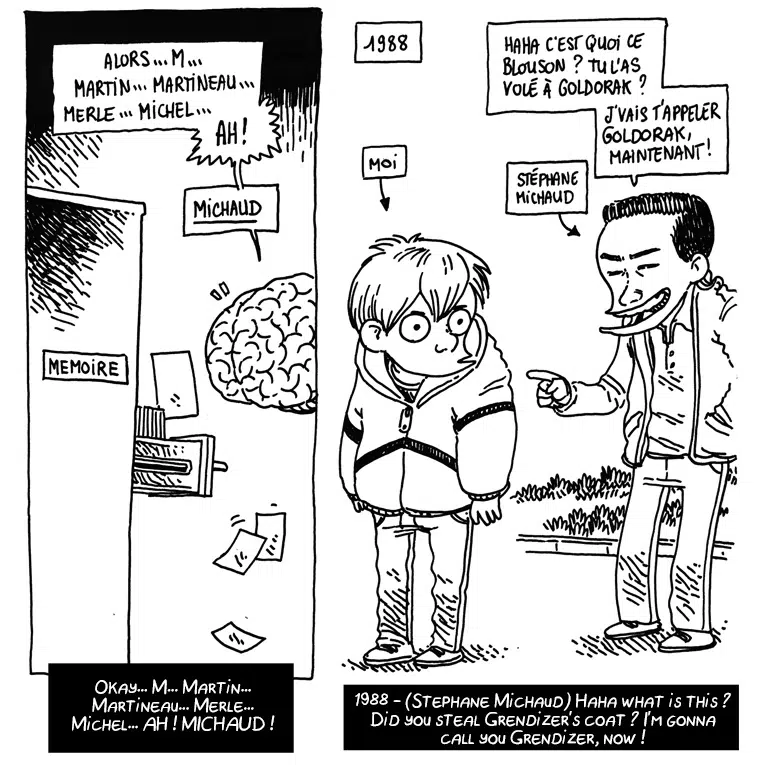 ALORS... M...
MARTIN... MARTINEAU...
MERLE... MICHEL...
AH!
MICHAUD
MEMOIRE
1988
HAHA C'EST QUOI CE
BLOUSON ? TU L'AS
VOLÉ À GOLDORAK ?
J'VAIS T'APPELER
GOLDORAK,
MAINTENANT !
MOI
STÉPHANE
MICHAUD
OKAY... M... MARTIN...
MARTINEAU... MERLE...
MICHEL... AH ! MICHAUD !
1988 - (STEPHANE MICHAUD) HAHA WHAT IS THIS ?
DID YOU STEAL GRENDIZER'S COAT ? I'M GONNA
CALL YOU GRENDIZER, NOW !